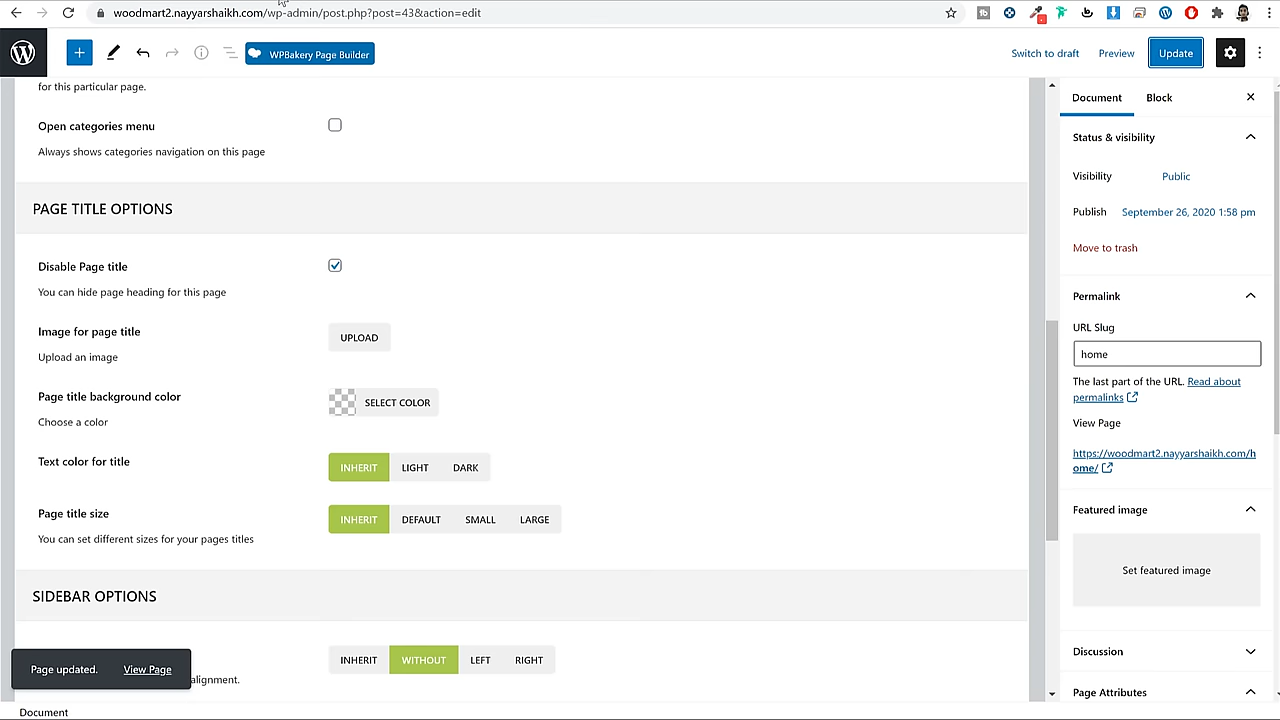 woodmart2.nayyarshaikh.com/wp-admin/post.php?post=43&action=edit
WPBakery Page Builder
Switch to draft
Preview
Update
for this particular page.
Open categories menu
Always shows categories navigation on this page
PAGE TITLE OPTIONS
Disable Page title
You can hide page heading for this page
Image for page title
UPLOAD
Upload an image
Page title background color
SELECT COLOR
Choose a color
Text color for title
INHERIT LIGHT DARK
Page title size
INHERIT DEFAULT SMALL LARGE
You can set different sizes for your pages titles
SIDEBAR OPTIONS
INHERIT WITHOUT LEFT RIGHT
alignment.
Page updated. View Page
Document
Document Block
Status & visibility
Visibility Public
Publish September 26, 2020 1:58 pm
Move to trash
Permalink
URL Slug
home
The last part of the URL. Read about
permalinks
View Page
https://woodmart2.nayyarshaikh.com/h
ome/
Featured image
Set featured image
Discussion
Page Attributes